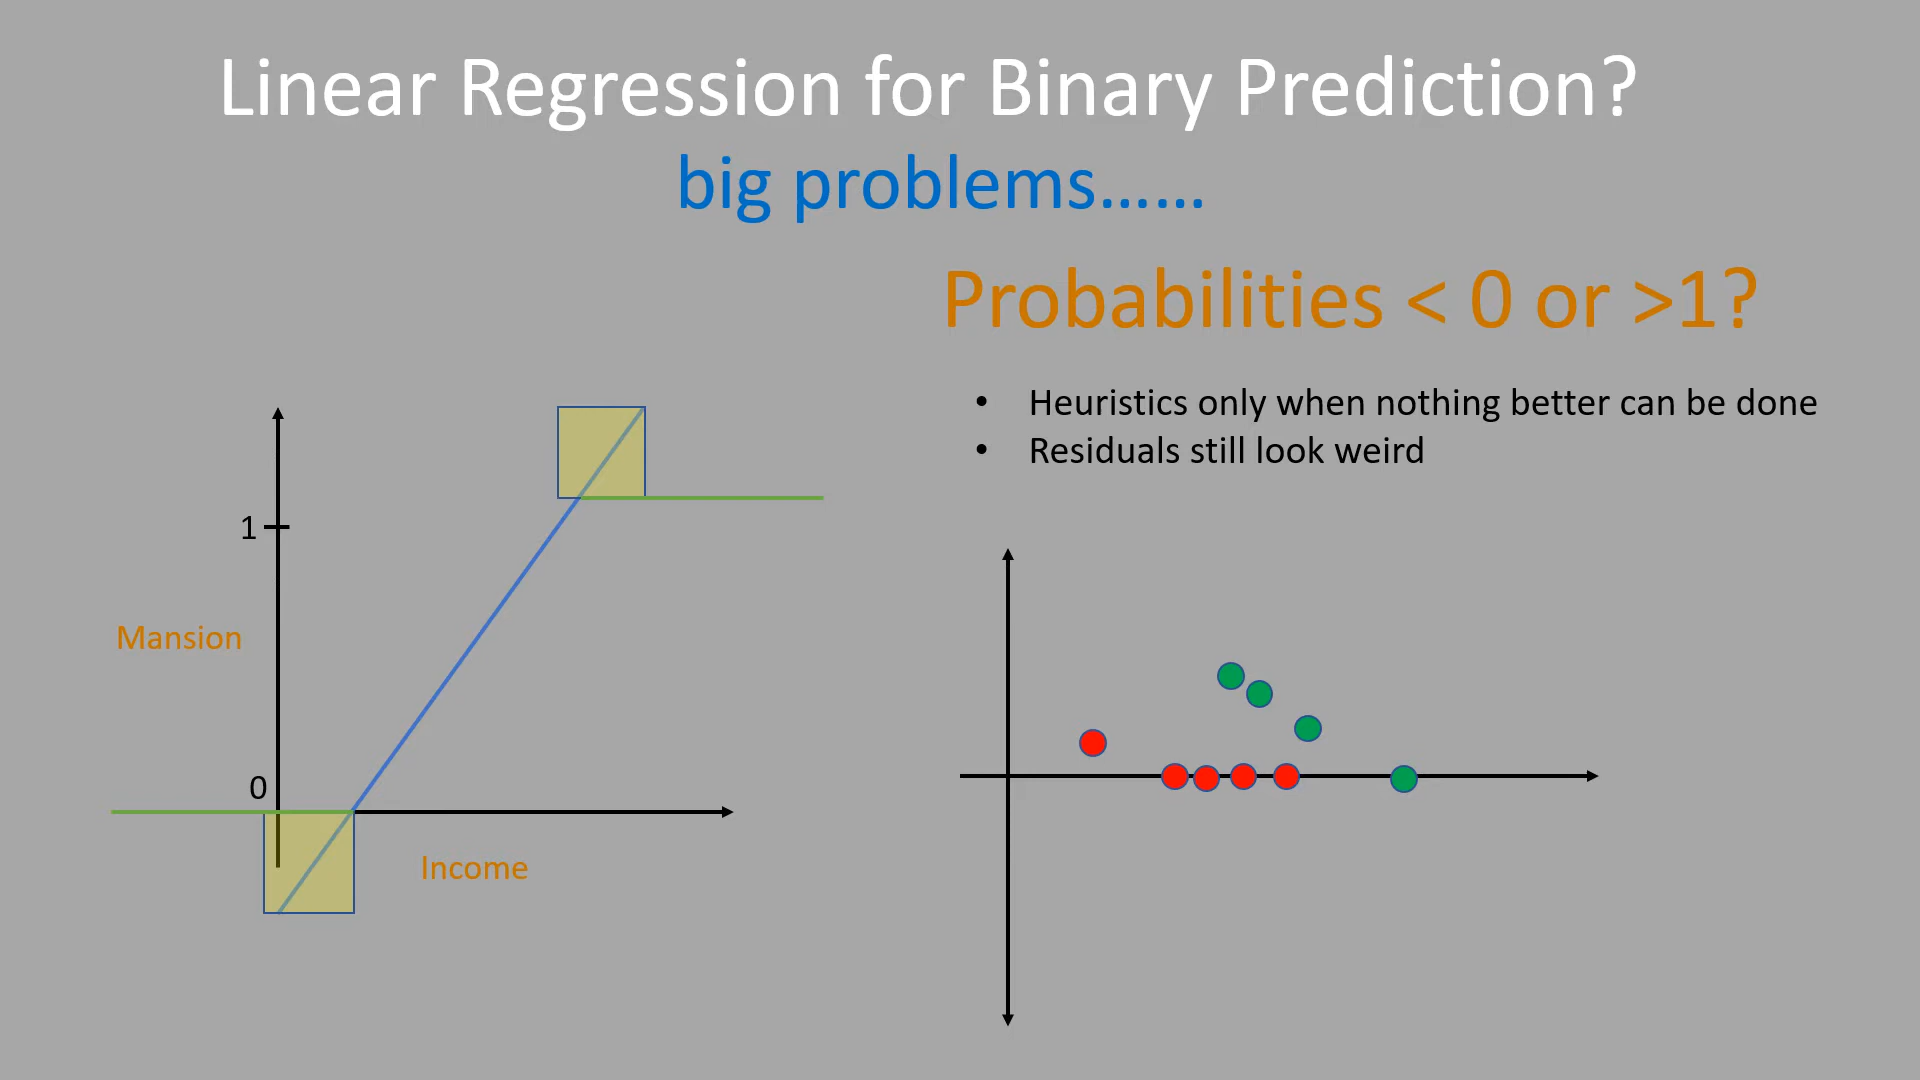 Linear Regression for Binary Prediction?
big problems......
Probabilities < 0 or >1?
• Heuristics only when nothing better can be done
• Residuals still look weird
1
Mansion
0
Income